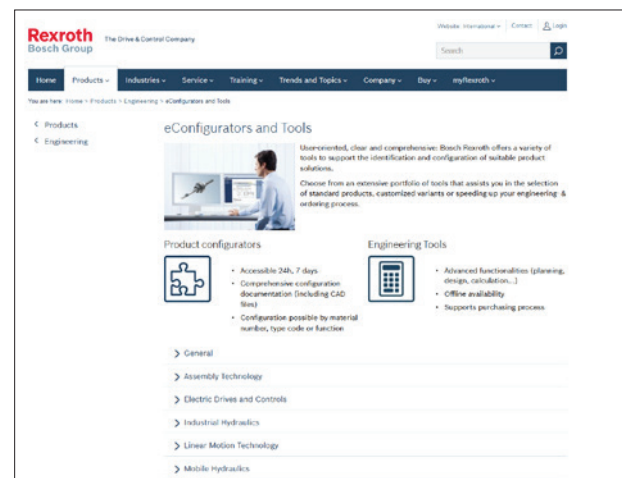 Rexroth
Bosch Group
The Drive & Control Company
Website: International
Contact
Login
Search
Home
Products
Industries
Service
Training
Trends and Topics
Company
Buy
myRexroth
You are here: Home > Products > Engineering > eConfigurators and Tools
Products
Engineering
eConfigurators and Tools
User-oriented, clear and comprehensive: Bosch Rexroth offers a variety of
tools to support the identification and configuration of suitable product
solutions.
Choose from an extensive portfolio of tools that assists you in the selection
of standard products, customized variants or speeding up your engineering &
ordering process.
Product configurators
• Accessible 24h, 7 days
• Comprehensive configuration
documentation (including CAD
files)
• Configuration possible by material
number, type code or function
Engineering Tools
• Advanced functionalities (planning,
design, calculation...)
• Offline availability
• Supports purchasing process
General
Assembly Technology
Electric Drives and Controls
Industrial Hydraulics
Linear Motion Technology
Mobile Hydraulics